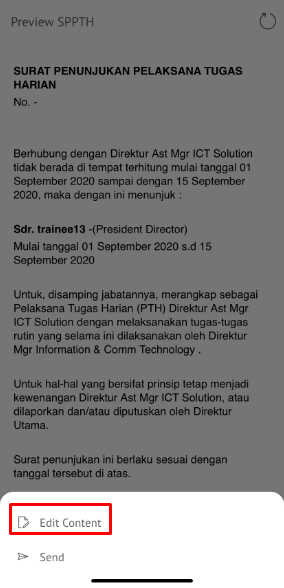 Preview SPPTH
SURAT PENUNJUKAN PELAKSANA TUGAS
HARIAN
No. -
Berhubung dengan Direktur Ast Mgr ICT Solution
tidak berada di tempat terhitung mulai tanggal 01
September 2020 sampai dengan 15 September
2020, maka dengan ini menunjuk :
Sdr. trainee13 -(President Director)
Mulai tanggal 01 September 2020 s.d 15
September 2020
Untuk, disamping jabatannya, merangkap sebagai
Pelaksana Tugas Harian (PTH) Direktur Ast Mgr
ICT Solution dengan melaksanakan tugas-tugas
rutin yang selama ini dilaksanakan oleh Direktur
Mgr Information & Comm Technology .
Untuk hal-hal yang bersifat prinsip tetap menjadi
kewenangan Direktur Ast Mgr ICT Solution, atau
dilaporkan dan/atau diputuskan oleh Direktur
Utama.
Surat penunjukan ini berlaku sesuai dengan
tanggal tersebut di atas.
Edit Content
Send